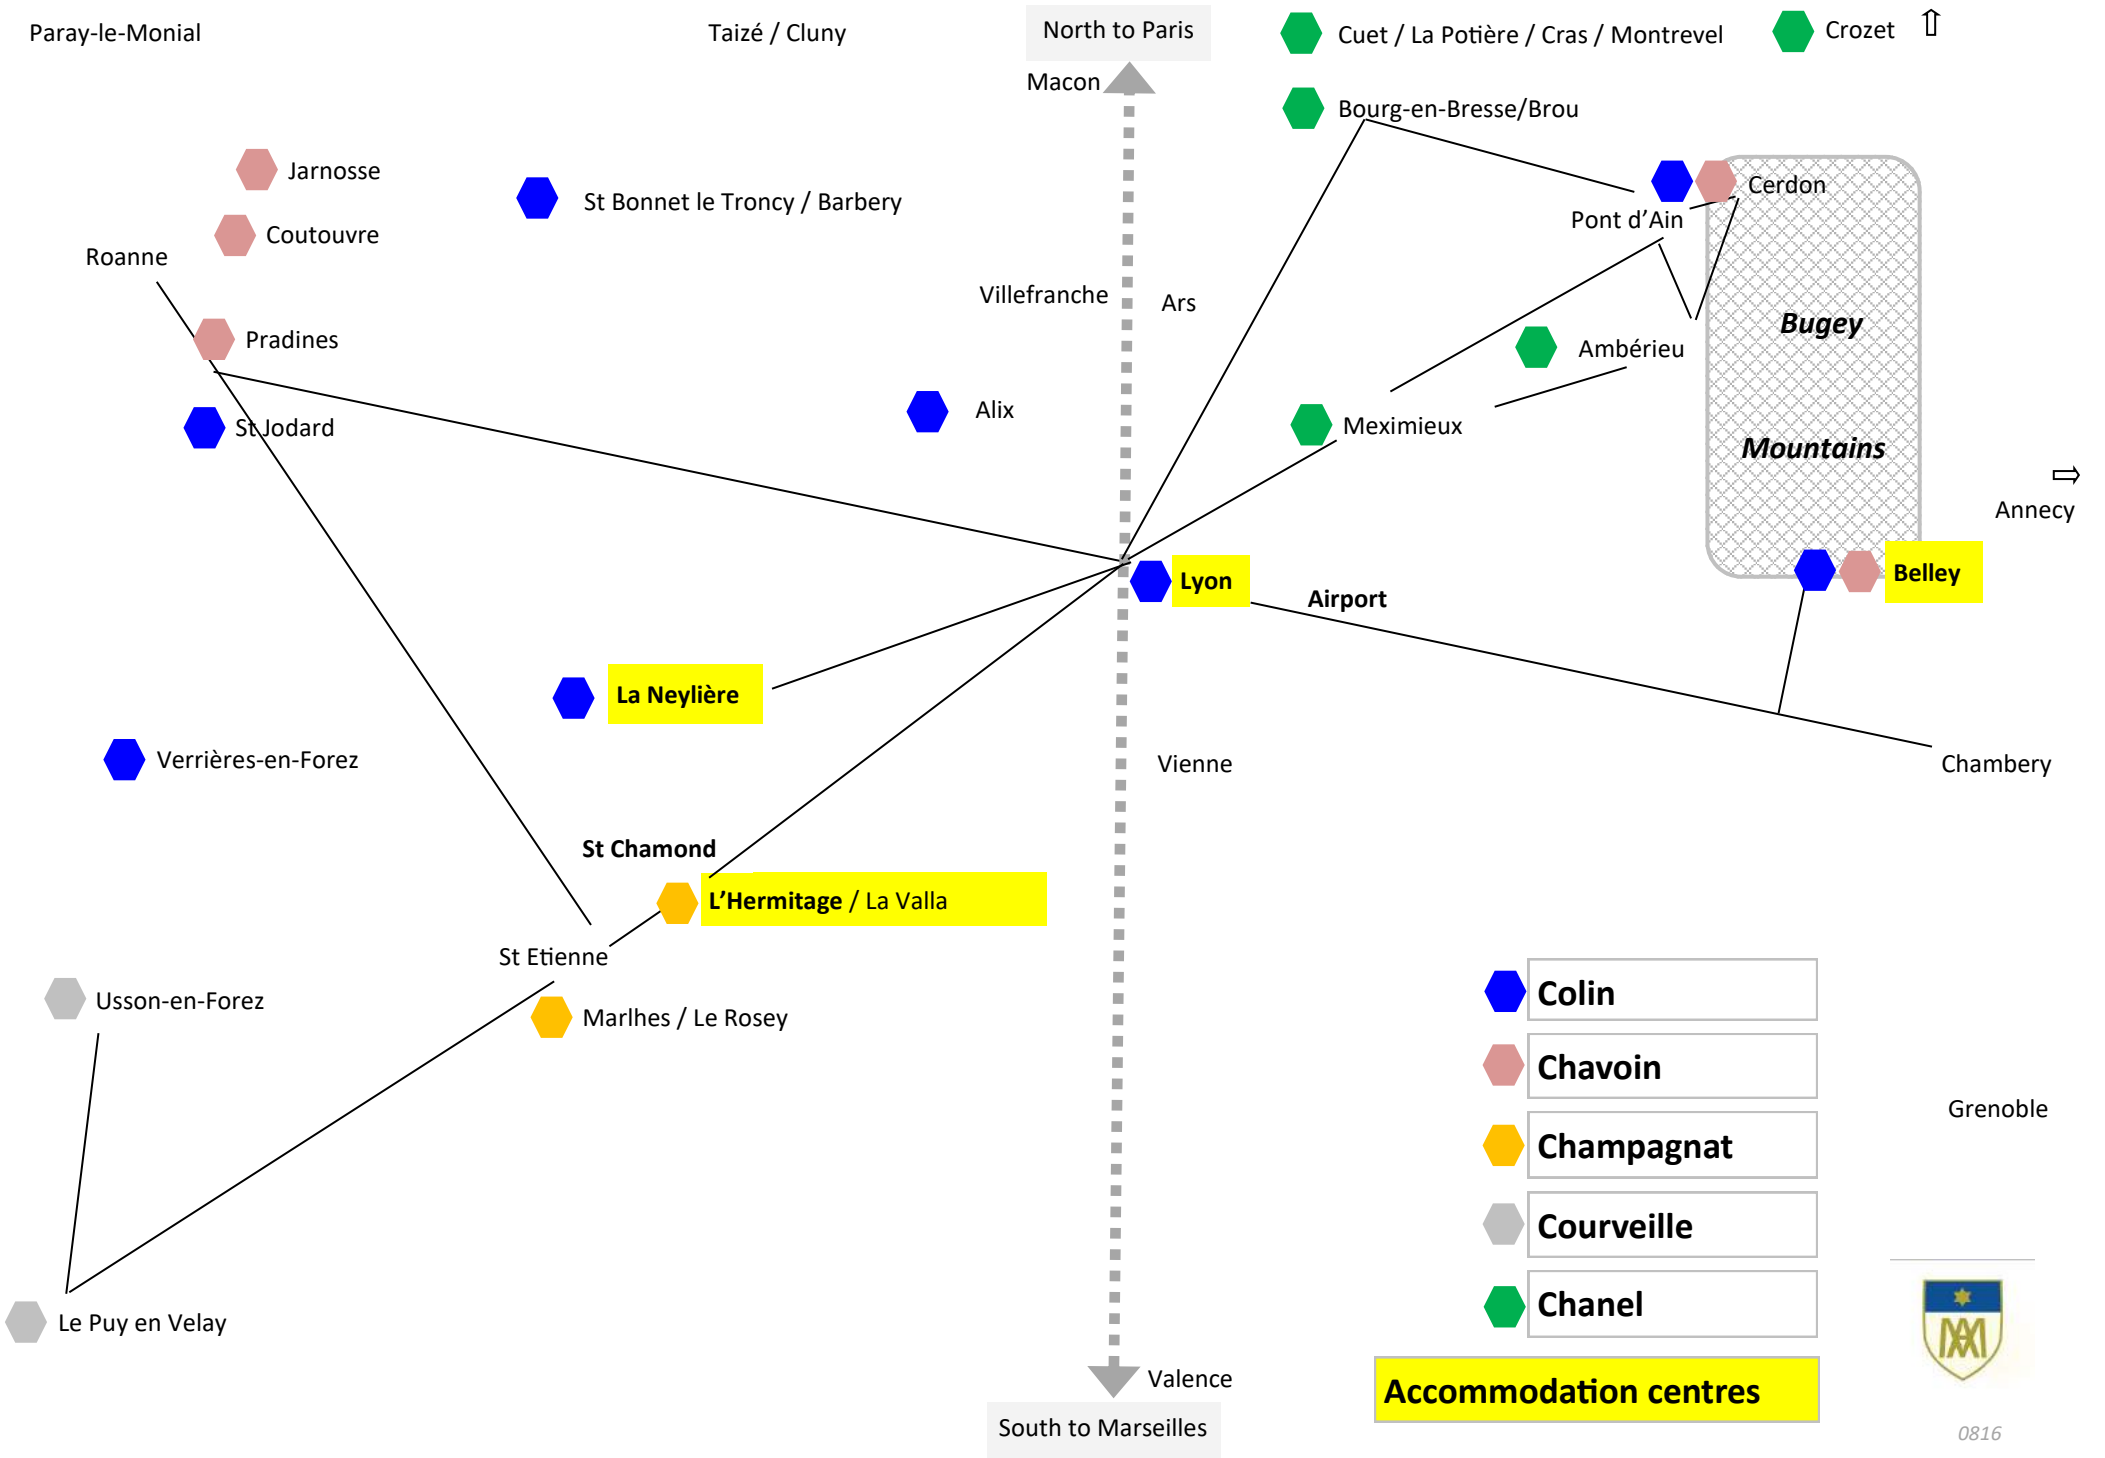 Paray-le-Monial
Taizé / Cluny
North to Paris
Cuet / La Potière / Cras / Montrevel
Crozet ⇧
Macon
Bourg-en-Bresse/Brou
Jarnosse
St Bonnet le Troncy / Barbery
Cerdon
Pont d’Ain
Coutouvre
Roanne
Villefranche
Ars
Bugey
Pradines
Ambérieu
Alix
St Jodard
Meximieux
Mountains
⇨
Annecy
Lyon
Airport
Belley
La Neylière
Verrières-en-Forez
Vienne
Chambery
St Chamond
L’Hermitage / La Valla
St Etienne
Usson-en-Forez
Marlhes / Le Rosey
Colin
Chavoin
Grenoble
Champagnat
Courveille
Chanel
Le Puy en Velay
Valence
Accommodation centres
South to Marseilles
0816